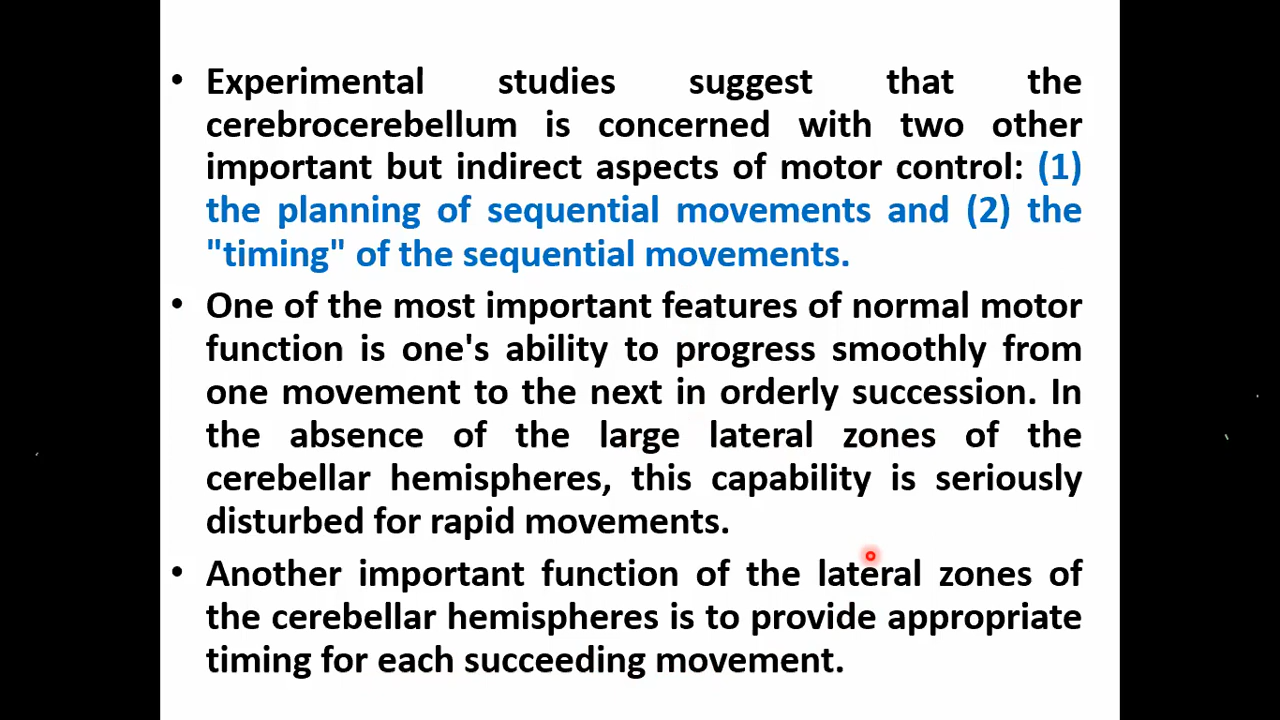 • Experimental studies suggest that the
cerebrocerebellum is concerned with two other
important but indirect aspects of motor control: (1)
the planning of sequential movements and (2) the
"timing" of the sequential movements.
• One of the most important features of normal motor
function is one's ability to progress smoothly from
one movement to the next in orderly succession. In
the absence of the large lateral zones of the
cerebellar hemispheres, this capability is seriously
disturbed for rapid movements.
• Another important function of the lateral zones of
the cerebellar hemispheres is to provide appropriate
timing for each succeeding movement.